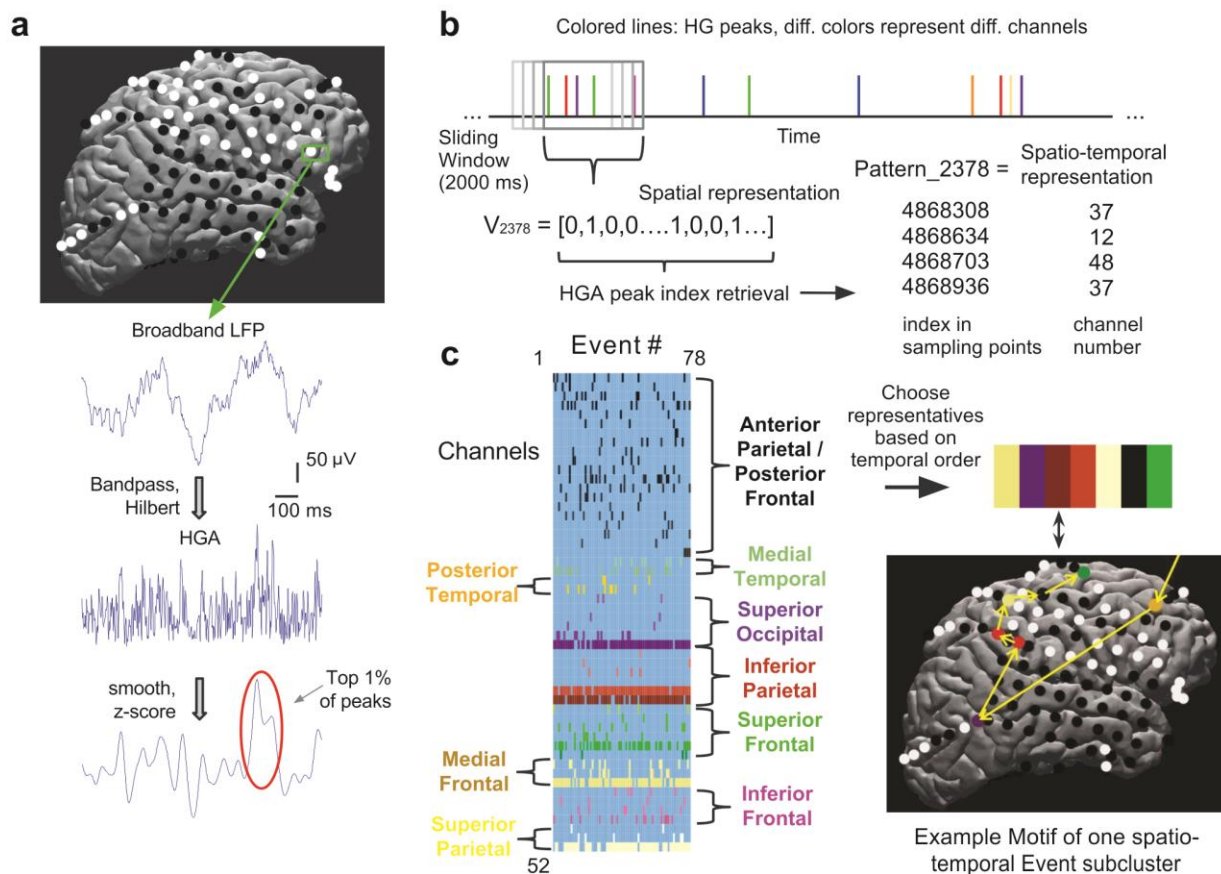 a
Broadband LFP
50 µV
100 ms
Bandpass,
Hilbert
HGA
smooth,
z-score
Top 1%
of peaks
b
Colored lines: HG peaks, diff. colors represent diff. channels
...
...
Time
Sliding
Window
(2000 ms)
Spatial representation
V2378 = [0,1,0,0....1,0,0,1...]
HGA peak index retrieval
Pattern_2378 =
Spatio-temporal
representation
4868308 37
4868634 12
4868703 48
4868936 37
index in
sampling points
channel
number
c
Event #
1 78
Channels
52
Anterior
Parietal /
Posterior
Frontal
Medial
Temporal
Posterior
Temporal
Superior
Occipital
Inferior
Parietal
Superior
Frontal
Medial
Frontal
Inferior
Frontal
Superior
Parietal
Choose
representatives
based on
temporal order
Example Motif of one spatio-
temporal Event subcluster